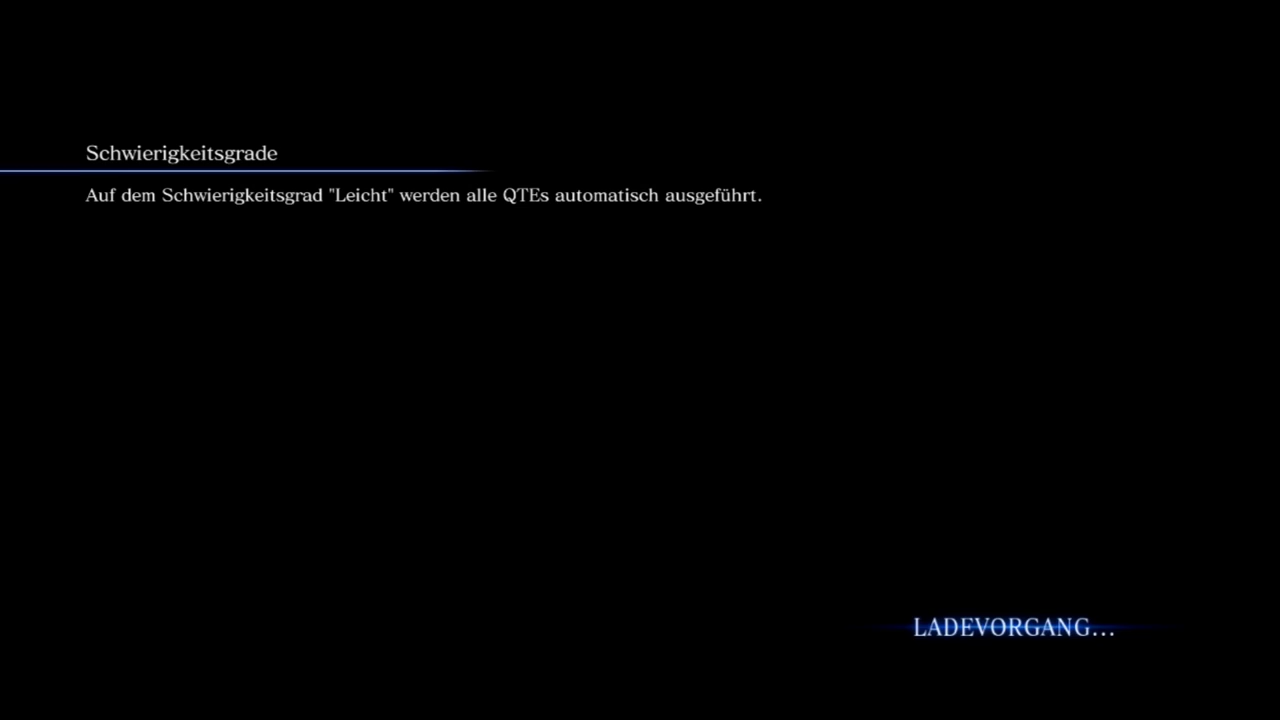 Schwierigkeitsgrade
Auf dem Schwierigkeitsgrad "Leicht" werden alle QTEs automatisch ausgeführt.
LADEVORGANG...